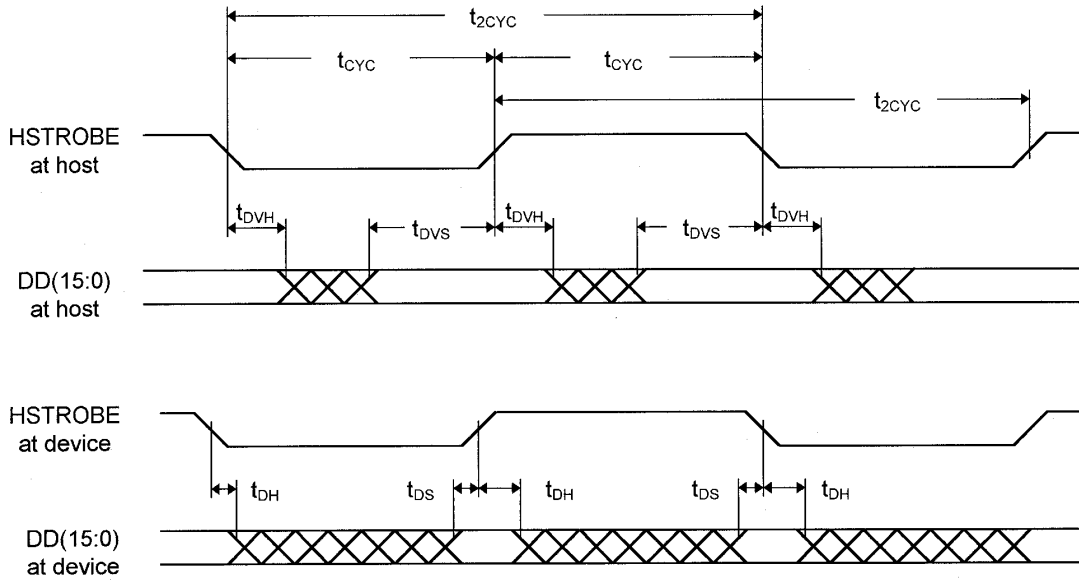 t2CYC
tCYC tCYC
t2CYC
HSTROBE
at host
tDVH tDVS tDVH tDVS tDVH
DD(15:0)
at host
HSTROBE
at device
tDH tDS tDH tDS tDH
DD(15:0)
at device